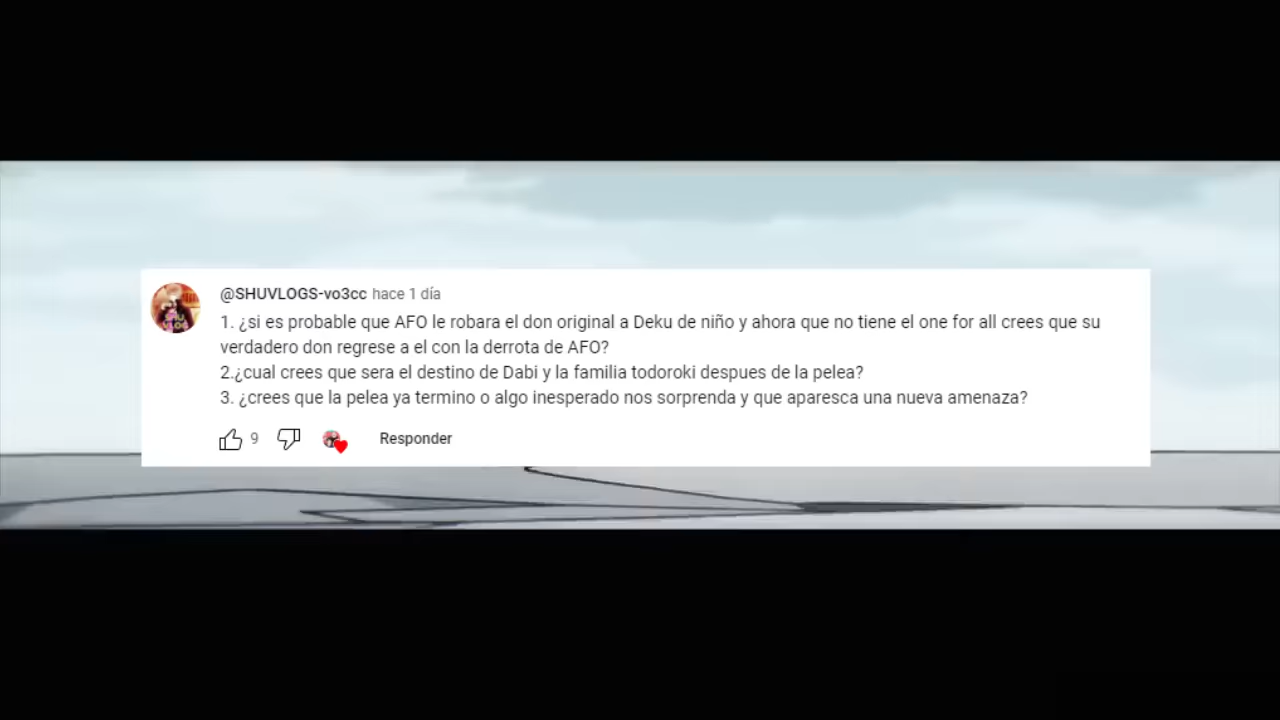 @SHUVLOGS-vo3cc hace 1 día
1. ¿si es probable que AFO le robara el don original a Deku de niño y ahora que no tiene el one for all crees que su
verdadero don regrese a el con la derrota de AFO?
2.¿cual crees que sera el destino de Dabi y la familia todoroki despues de la pelea?
3. ¿crees que la pelea ya termino o algo inesperado nos sorprenda y que aparesca una nueva amenaza?
9 Responder